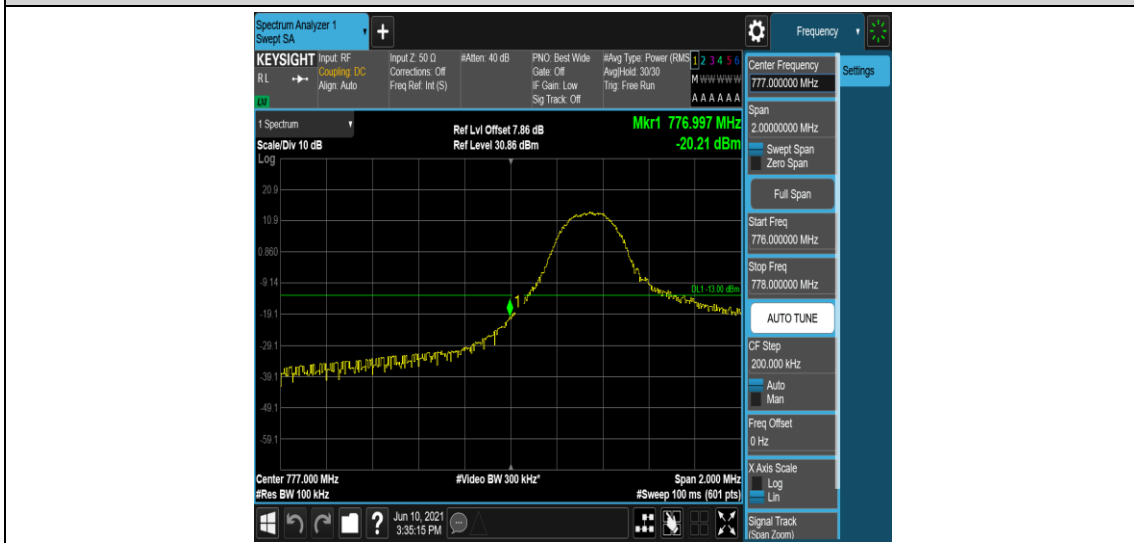 Spectrum Analyzer 1
Swept SA
+
Frequency
KEYSIGHT
Input: RF
Coupling: DC
Align: Auto
R L
LXI
Input Z: 50 Ω
Corrections: Off
Freq Ref: Int (S)
#Atten: 40 dB
PNO: Best Wide
Gate: Off
IF Gain: Low
Sig Track: Off
#Avg Type: Power (RMS
Avg|Hold: 30/30
Trig: Free Run
1 2 3 4 5 6
M W W W W W
A A A A A A
Center Frequency
777.000000 MHz
Settings
1 Spectrum
Ref Lvl Offset 7.86 dB
Mkr1 776.997 MHz
Scale/Div 10 dB
Ref Level 30.86 dBm
-20.21 dBm
Log
20.9
10.9
0.860
-9.14
-19.1
-29.1
-39.1
-49.1
-59.1
DL1 -13.00 dBm
1
Span
2.00000000 MHz
Swept Span
Zero Span
Full Span
Start Freq
776.000000 MHz
Stop Freq
778.000000 MHz
AUTO TUNE
CF Step
200.000 kHz
Auto
Man
Freq Offset
0 Hz
X Axis Scale
Log
Lin
Signal Track
(Span Zoom)
Center 777.000 MHz
#Video BW 300 kHz*
Span 2.000 MHz
#Res BW 100 kHz
#Sweep 100 ms (601 pts)
?
Jun 10, 2021
3:35:15 PM